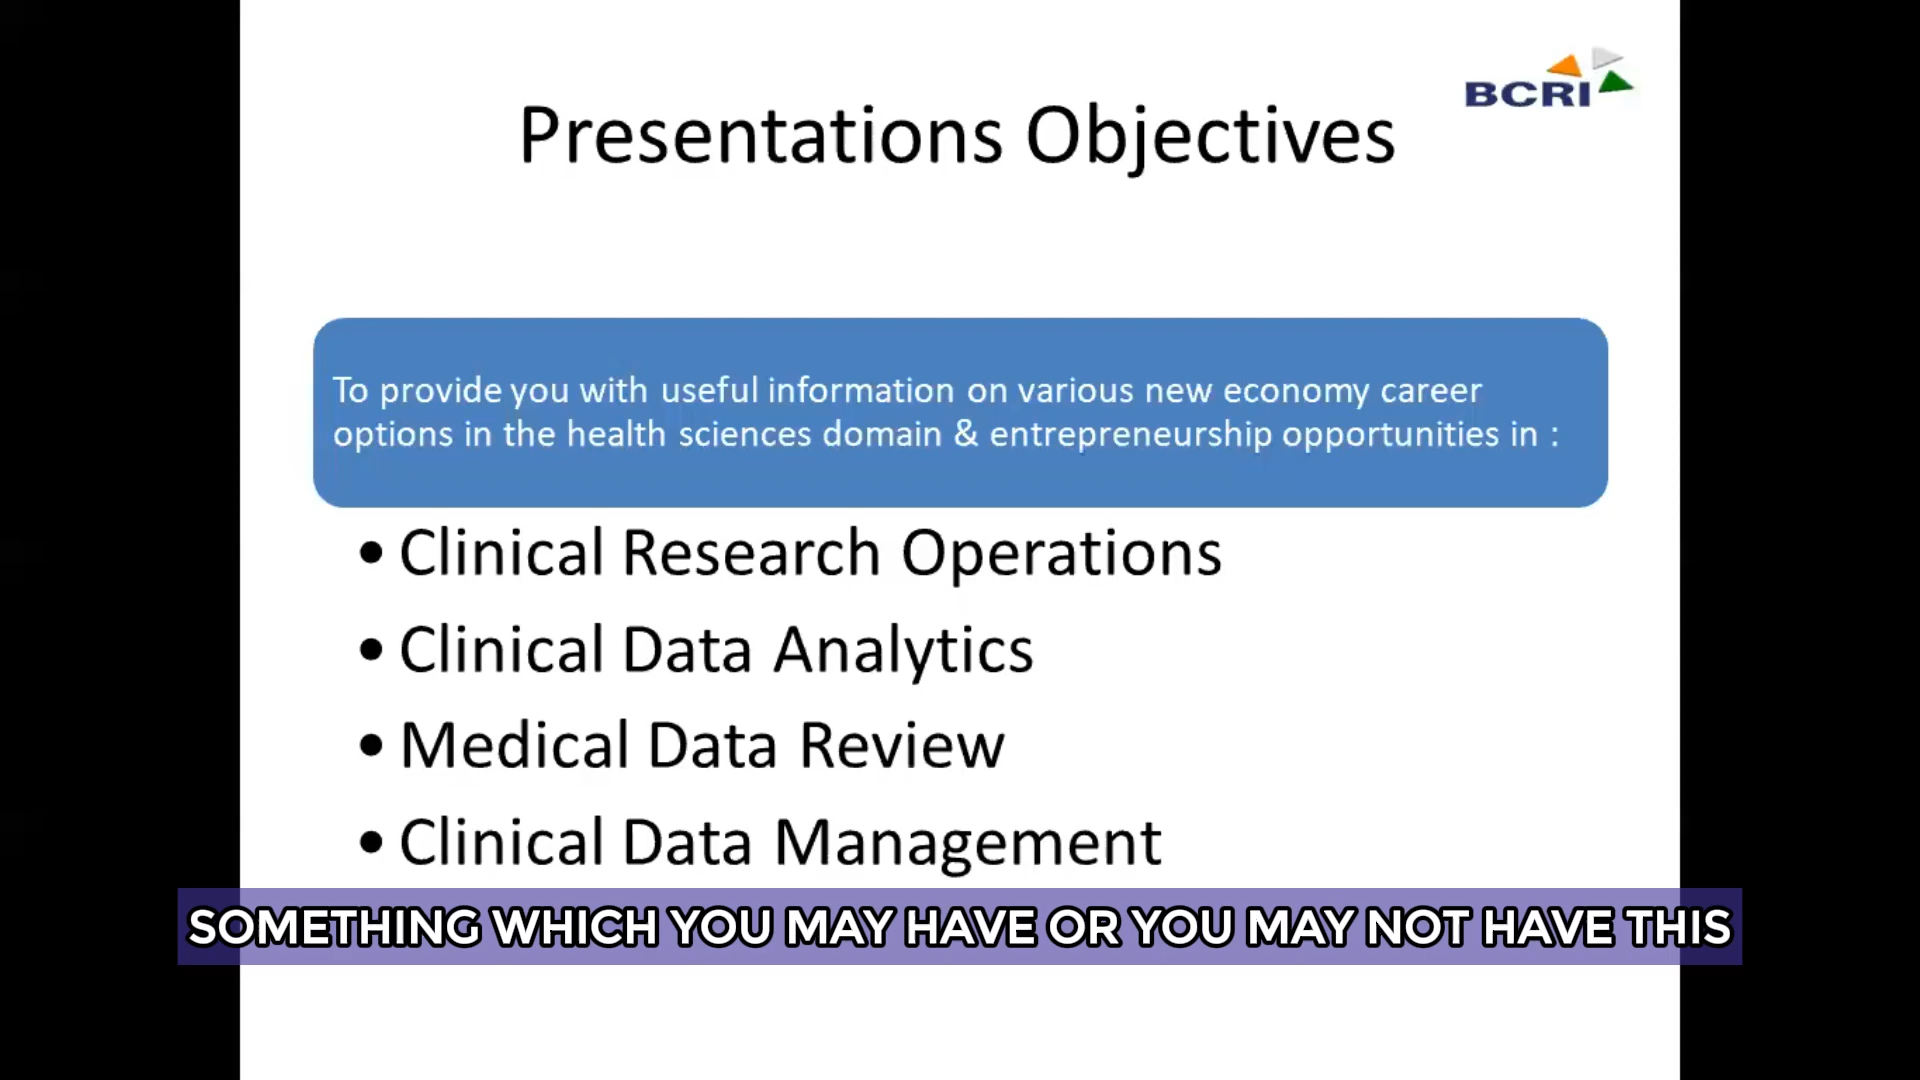 BCRI
Presentations Objectives
To provide you with useful information on various new economy career
options in the health sciences domain & entrepreneurship opportunities in :
• Clinical Research Operations
• Clinical Data Analytics
• Medical Data Review
• Clinical Data Management
SOMETHING WHICH YOU MAY HAVE OR YOU MAY NOT HAVE THIS